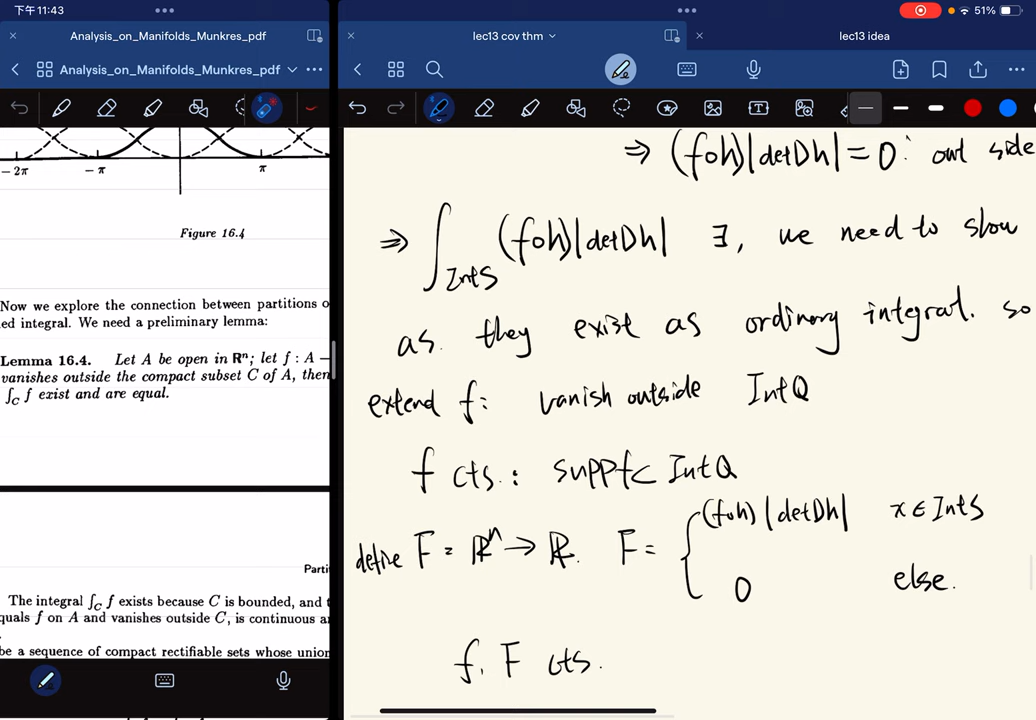 下午11:43
51%
Analysis_on_Manifolds_Munkres_pdf
lec13 cov thm
lec13 idea
Analysis_on_Manifolds_Munkres_pdf
−2π −π π
Figure 16.4
Now we explore the connection between partitions o
ed integral. We need a preliminary lemma:
Lemma 16.4. Let A be open in Rⁿ; let f : A −
vanishes outside the compact subset C of A, then
∫_C f exist and are equal.
Parti
The integral ∫_C f exists because C is bounded, and
quals f on A and vanishes outside C, is continuous a
be a sequence of compact rectifiable sets whose union
⇒ (f∘h)|detDh| = 0: out side
⇒ ∫_{IntS} (f∘h)|detDh| ∃, we need to show
as. they exist as ordinary integral. so
extend f: vanish outside IntQ
f cts.: suppf⊂ IntQ
define F: ℝⁿ → ℝ. F = { (f∘h)|detDh| x∈IntS
0 else.
f. F cts.